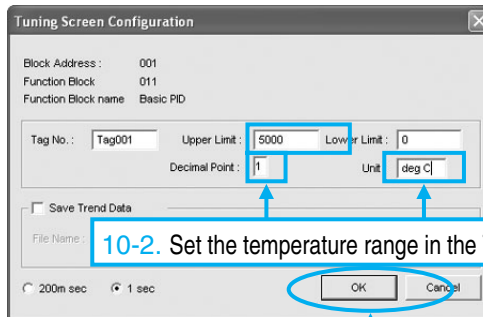 Tuning Screen Configuration
Block Address : 001
Function Block 011
Function Block name Basic PID
Tag No. : Tag001 Upper Limit : 5000 Lower Limit : 0
Decimal Point : 1 Unit deg C
Save Trend Data
File Name :
10-2. Set the temperature range in the
200m sec 1 sec OK Cancel